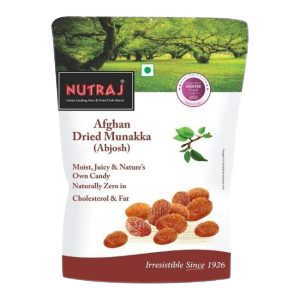 NUTRAJ
India's Leading Nuts & Dried Fruits Brand
Afghan
Dried Munakka
(Abjosh)
Moist, Juicy & Nature's
Own Candy
Naturally Zero in
Cholesterol & Fat
Irresistible Since 1926